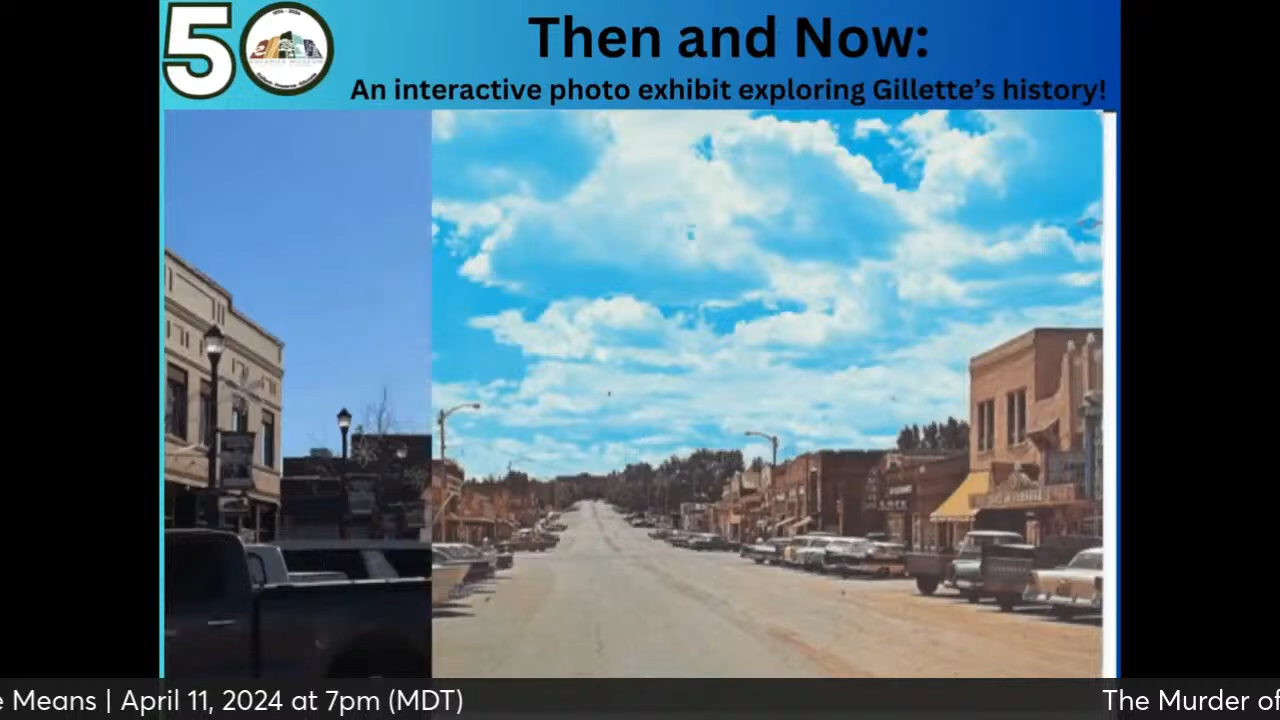 50
Then and Now:
An interactive photo exhibit exploring Gillette's history!
e Means | April 11, 2024 at 7pm (MDT)
The Murder of